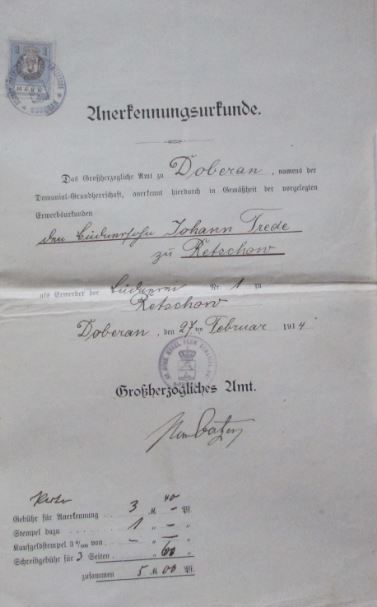 Anerkennungsurkunde.
Das Großherzogliche Amt zu Doberan, namens der
Domanial-Grundherrschaft, anerkennt hierdurch in Gemäßheit der vorgelegten
Erwerbsurkunden
den Büdnersohn Johann Trede
zu Retschow
als Erwerber der Büdnerei Nr. 1 zu
Retschow
Doberan, den 27ten Februar 1914
Großherzogliches Amt.
Gebühr für Anerkennung 3 M. 40 Pf.
Stempel dazu 1 " — "
Kaufgeldstempel à von — " — "
Schreibgebühr für 3 Seiten " 60 "
zusammen 5 M. 00 Pf.